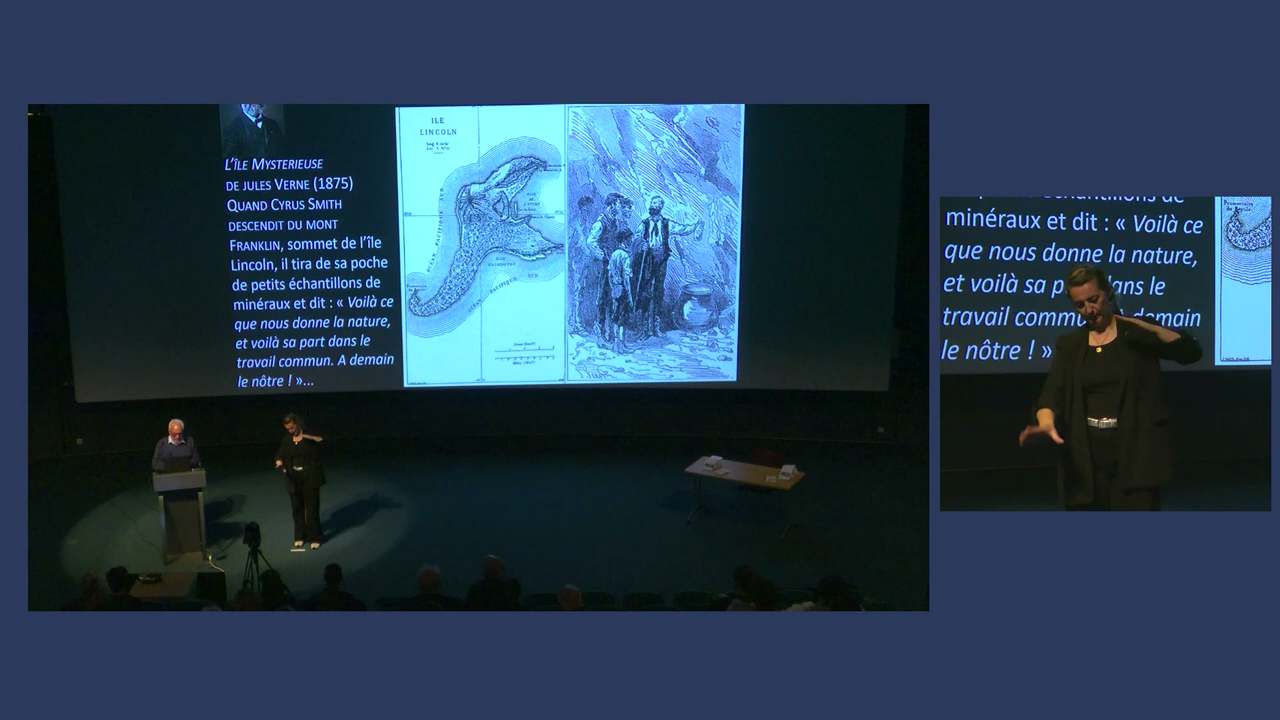 L'ÎLE MYSTERIEUSE
DE JULES VERNE (1875)
QUAND CYRUS SMITH
DESCENDIT DU MONT
FRANKLIN, sommet de l'île
Lincoln, il tira de sa poche
de petits échantillons de
minéraux et dit : « Voilà ce
que nous donne la nature,
et voilà sa part dans le
travail commun. A demain
le nôtre ! »...
ILE
LINCOLN
minéraux et dit : « Voilà ce
que nous donne la nature,
et voilà sa
dans le
travail
demain
le nôtre ! »